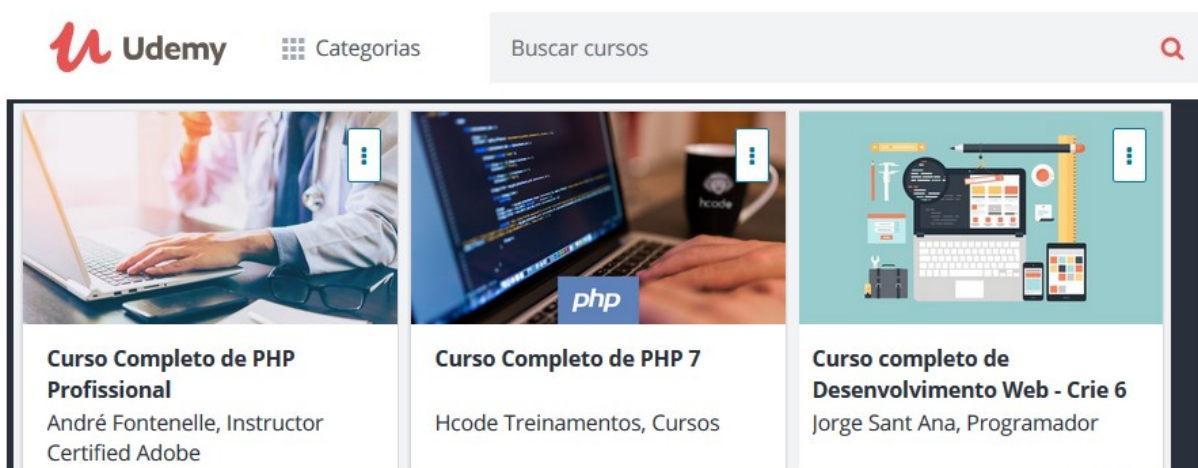 Udemy
Categorias
Buscar cursos
hcode
php
Curso Completo de PHP
Profissional
André Fontenelle, Instructor
Certified Adobe
Curso Completo de PHP 7
Hcode Treinamentos, Cursos
Curso completo de
Desenvolvimento Web - Crie 6
Jorge Sant Ana, Programador